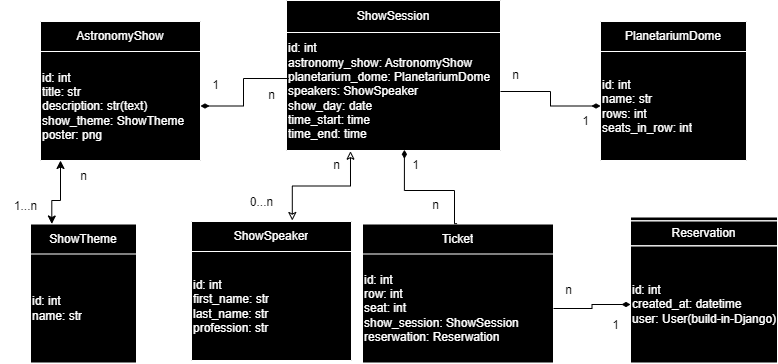 AstronomyShow
id: int
title: str
description: str(text)
show_theme: ShowTheme
poster: png
ShowSession
id: int
astronomy_show: AstronomyShow
planetarium_dome: PlanetariumDome
speakers: ShowSpeaker
show_day: date
time_start: time
time_end: time
PlanetariumDome
id: int
name: str
rows: int
seats_in_row: int
1
n
n
1
n
1...n
n
0...n
1
n
ShowTheme
id: int
name: str
ShowSpeaker
id: int
first_name: str
last_name: str
profession: str
Ticket
id: int
row: int
seat: int
show_session: ShowSession
reserwation: Reservation
n
1
Reservation
id: int
created_at: datetime
user: User(build-in-Django)